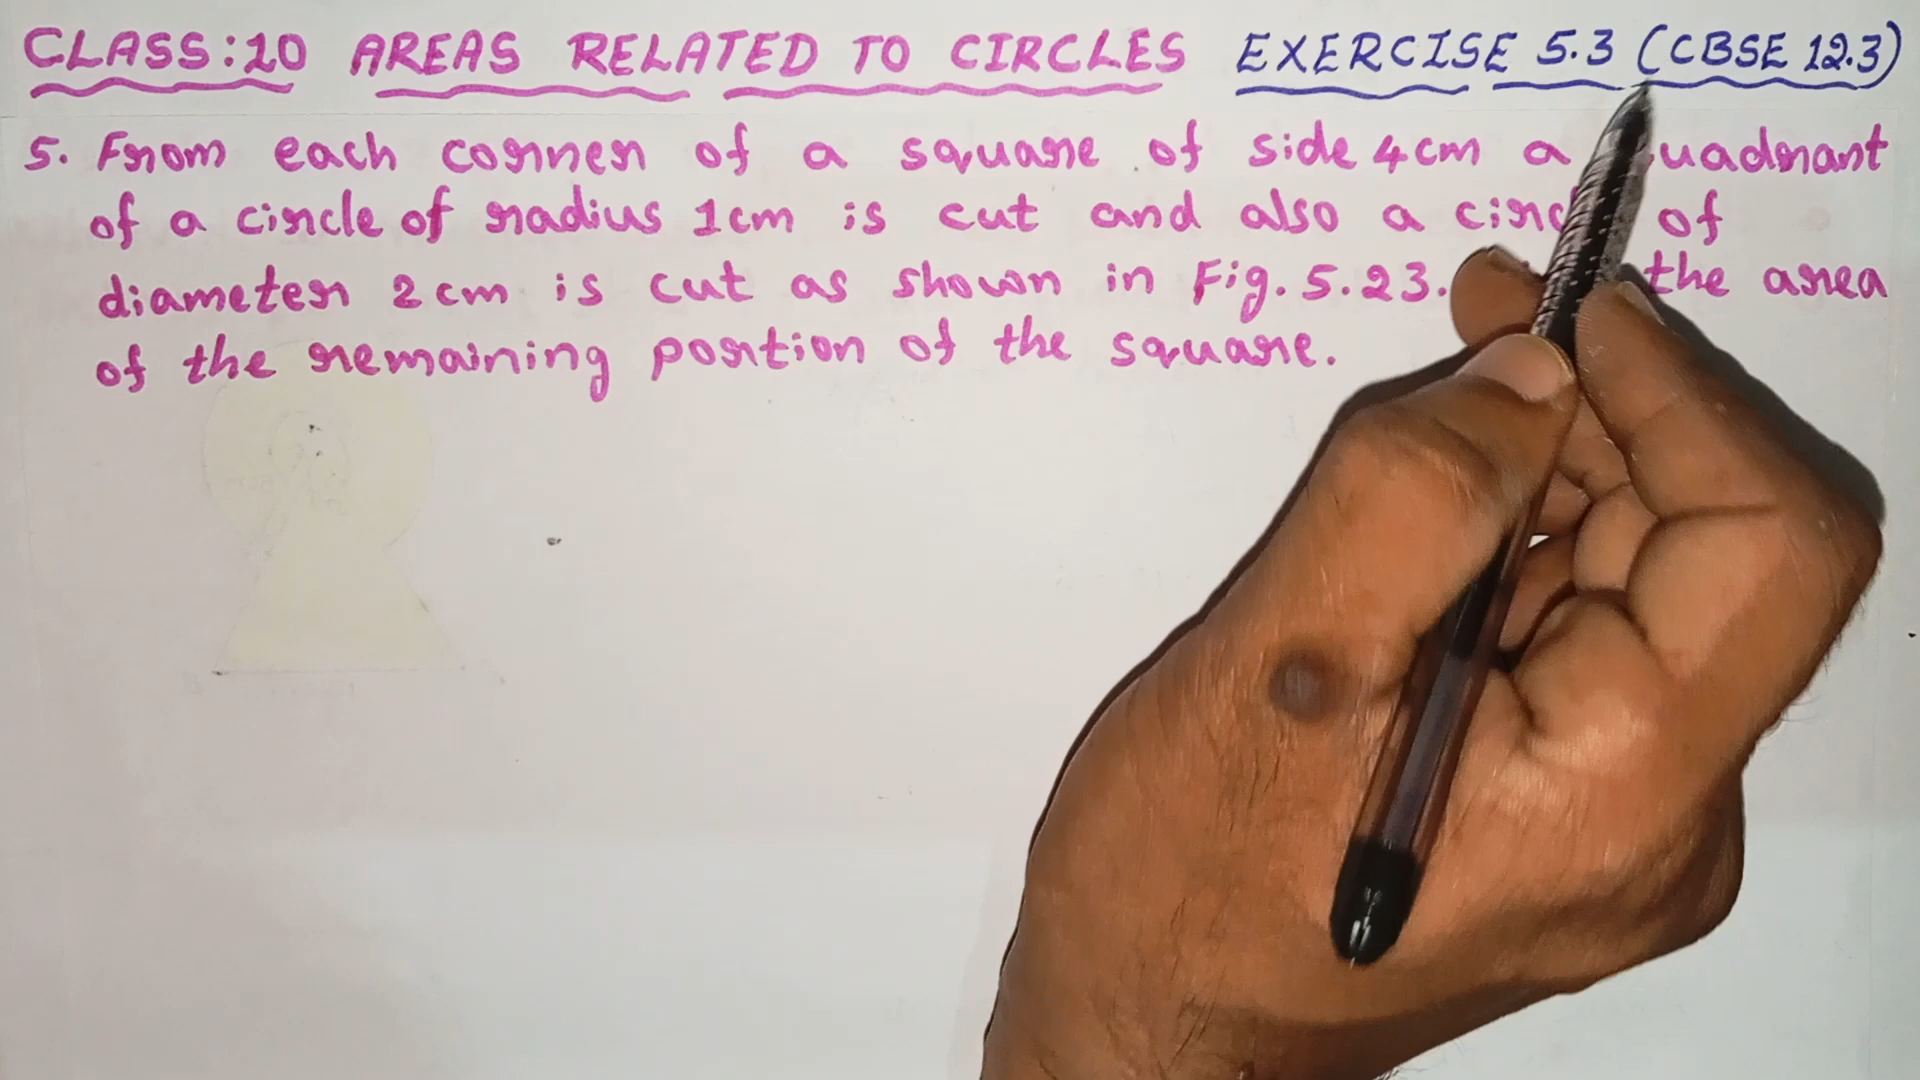 CLASS:10 AREAS RELATED TO CIRCLES EXERCISE 5.3 (CBSE 12.3)
5. From each corner of a square of side 4cm a
of a circle of radius 1cm is cut and also a of
diameter 2cm is cut as shown in Fig. 5.23. the area
of the remaining portion of the square.